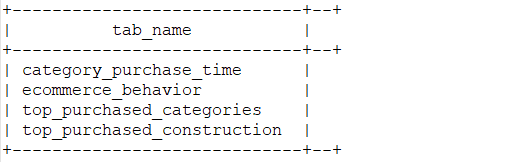 +-----------------------------+--+
|          tab_name           |
+-----------------------------+--+
| category_purchase_time      |
| ecommerce_behavior          |
| top_purchased_categories    |
| top_purchased_construction  |
+-----------------------------+--+